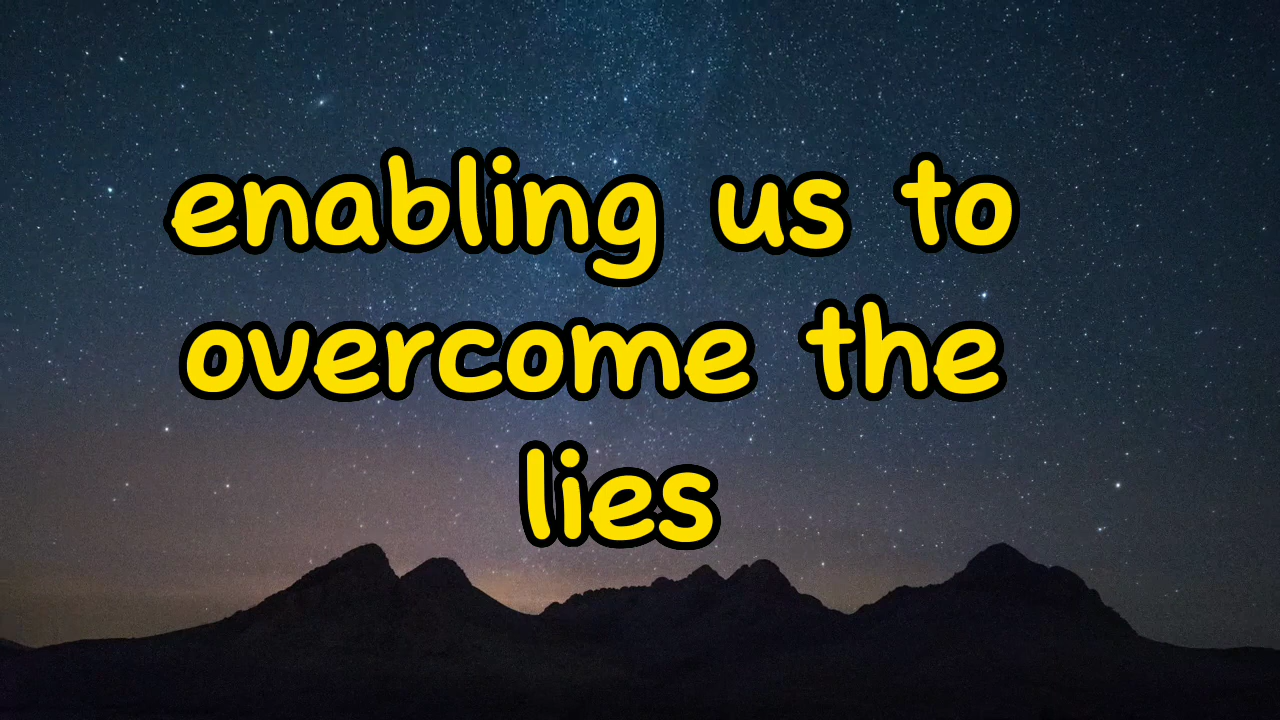 enabling us to
overcome the
lies